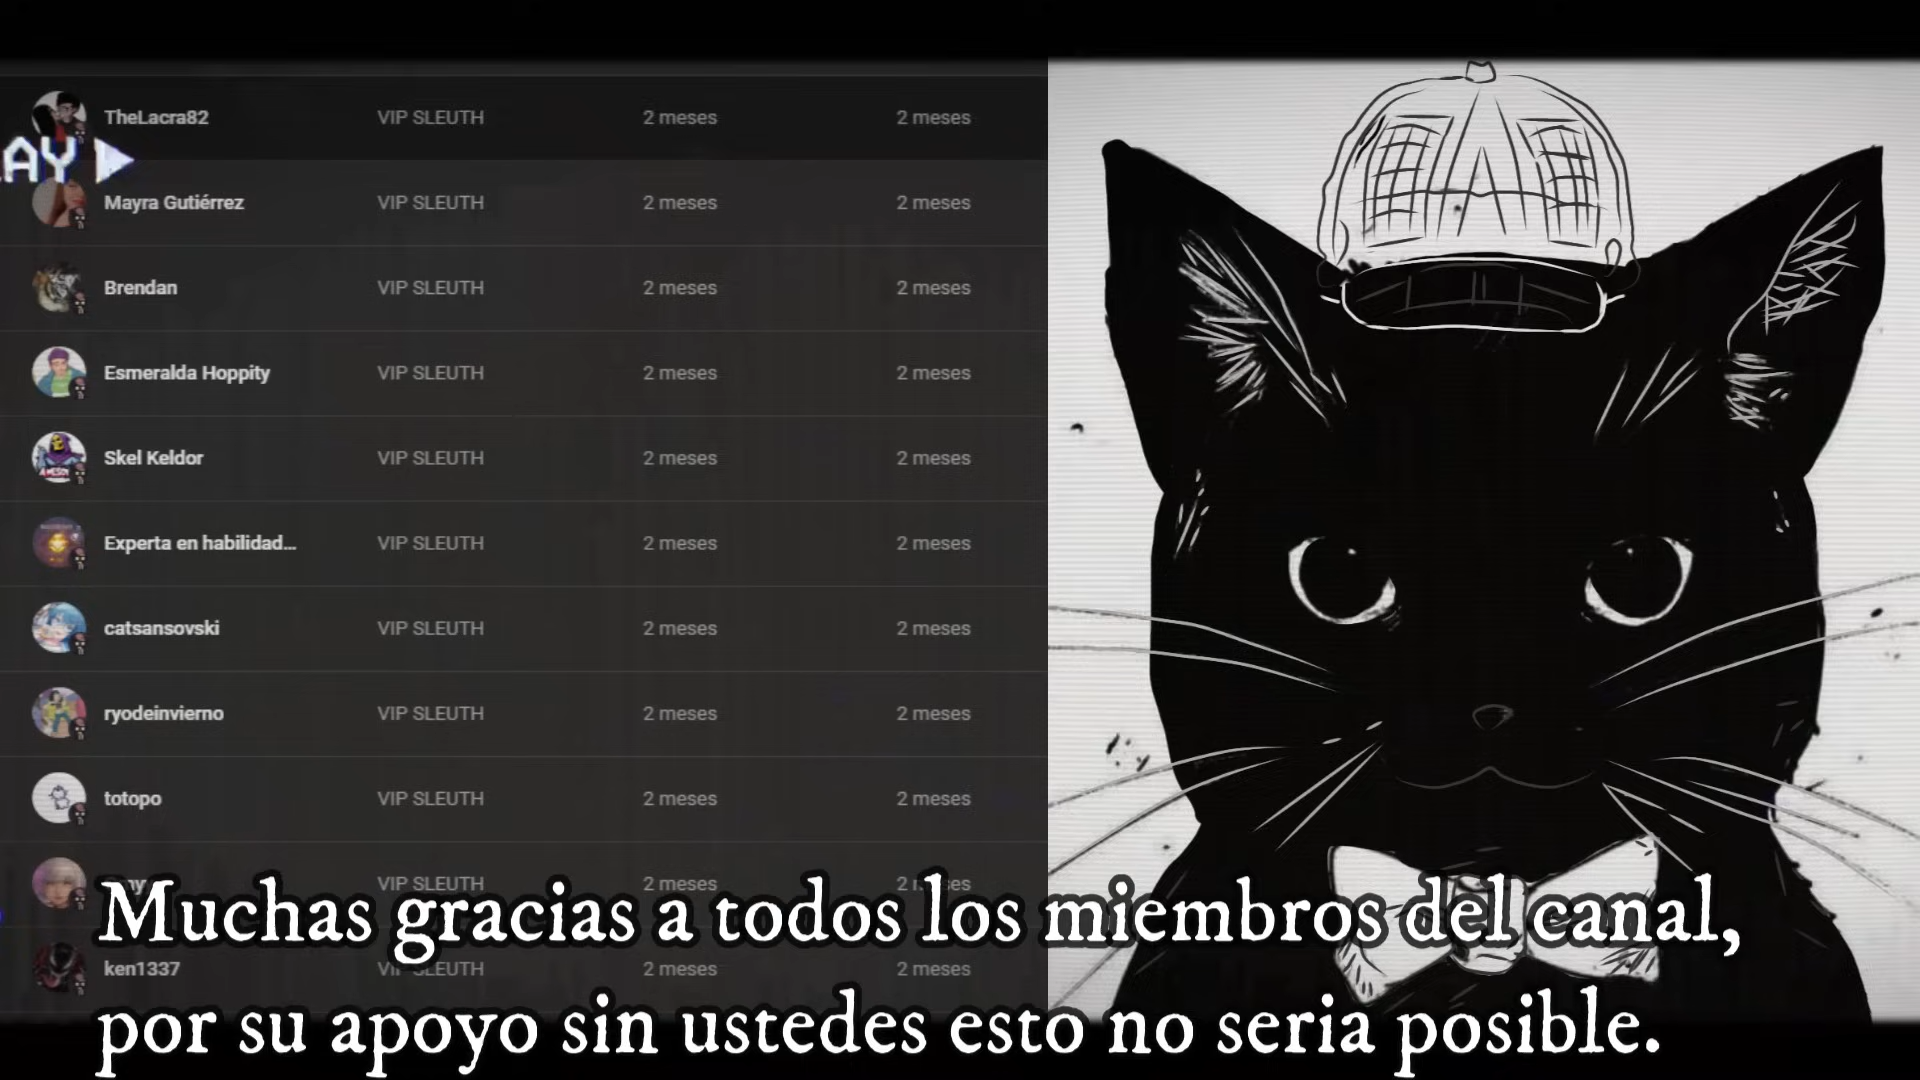 TheLacra82 VIP SLEUTH 2 meses 2 meses
AY
Mayra Gutiérrez VIP SLEUTH 2 meses 2 meses
Brendan VIP SLEUTH 2 meses 2 meses
Esmeralda Hoppity VIP SLEUTH 2 meses 2 meses
Skel Keldor VIP SLEUTH 2 meses 2 meses
Experta en habilidad... VIP SLEUTH 2 meses 2 meses
catsansovski VIP SLEUTH 2 meses 2 meses
ryodeinvierno VIP SLEUTH 2 meses 2 meses
totopo VIP SLEUTH 2 meses 2 meses
VIP SLEUTH 2 meses 2 meses
Muchas gracias a todos los miembros del canal,
ken1337 VIP SLEUTH 2 meses 2 meses
por su apoyo sin ustedes esto no seria posible.